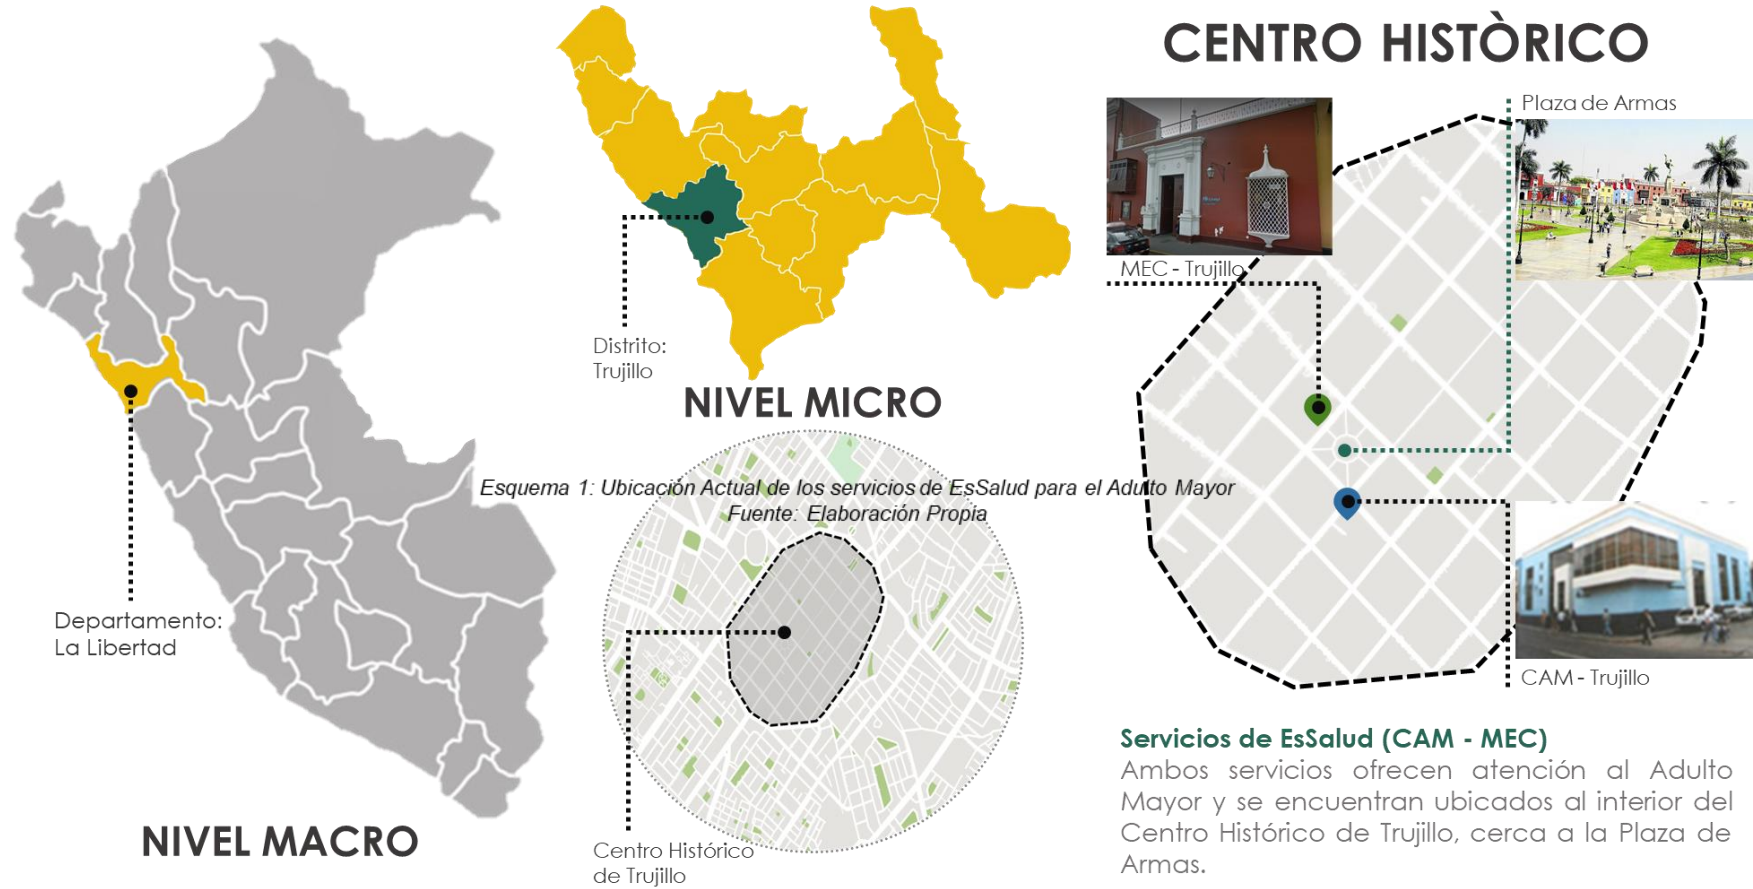 CENTRO HISTÒRICO
Plaza de Armas
MEC - Trujillo
Distrito:
Trujillo
NIVEL MICRO
Esquema 1: Ubicación Actual de los servicios de EsSalud para el Adulto Mayor
Fuente: Elaboración Propia
Departamento:
La Libertad
CAM - Trujillo
Servicios de EsSalud (CAM - MEC)
Ambos servicios ofrecen atención al Adulto
Mayor y se encuentran ubicados al interior del
Centro Histórico de Trujillo, cerca a la Plaza de
Armas.
NIVEL MACRO
Centro Histórico
de Trujillo